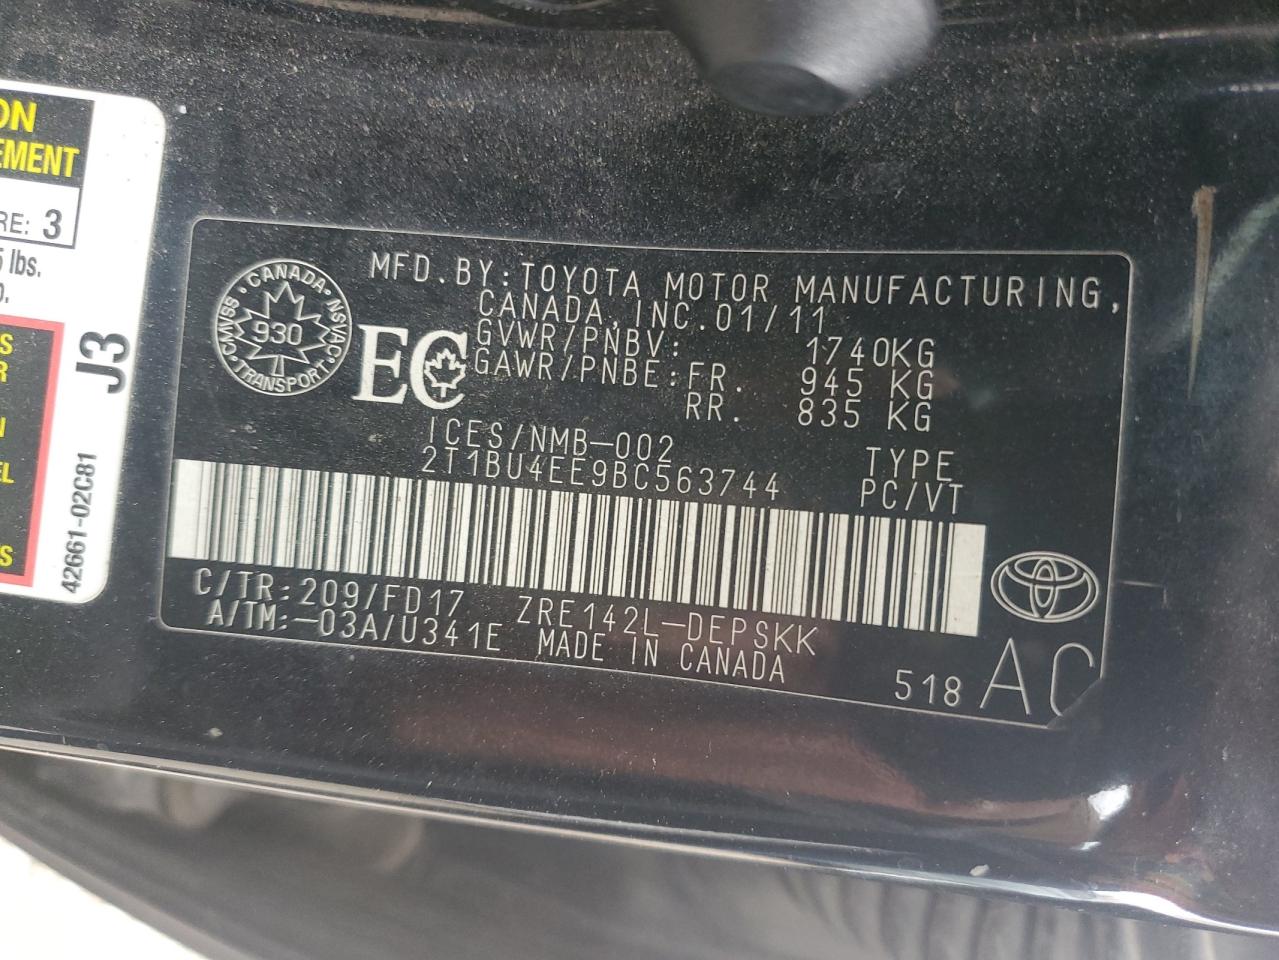 ON
EMENT
RE: 3
5 lbs.
J3
42661-02C81
MFD.BY:TOYOTA MOTOR MANUFACTURING,
CANADA, INC. 01/11
CANADA NSVAC TRANSPORT CMVSS
930
EC
GVWR/PNBV: 1740KG
GAWR/PNBE:FR. 945 KG
RR. 835 KG
ICES/NMB-002
TYPE
2T1BU4EE9BC563744
PC/VT
C/TR:209/FD17 ZRE142L-DEPSKK
A/TM:-03A/U341E MADE IN CANADA
518 AC